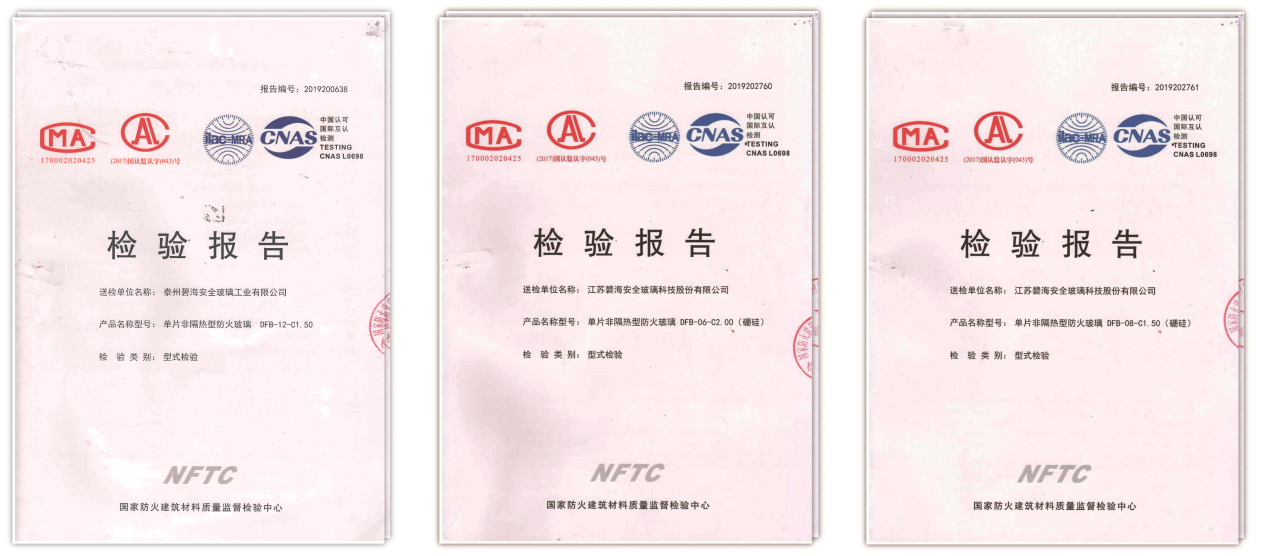 报告编号：2019200638
MA
170002020425
AL
(2017)国认监认字(043)号
ilac-MRA
CNAS
中国认可
国际互认
检测
TESTING
CNAS L0698
检验报告
送检单位名称：泰州碧海安全玻璃工业有限公司
产品名称型号：单片非隔热型防火玻璃 DFB-12-C1.50
检 验 类 别：型式检验
NFTC
国家防火建筑材料质量监督检验中心
报告编号：2019202760
MA
170002020425
AL
(2017)国认监认字(043)号
ilac-MRA
CNAS
中国认可
国际互认
检测
TESTING
CNAS L0698
检验报告
送检单位名称：江苏碧海安全玻璃科技股份有限公司
产品名称型号：单片非隔热型防火玻璃 DFB-06-C2.00（硼硅）
检 验 类 别：型式检验
NFTC
国家防火建筑材料质量监督检验中心
报告编号：2019202761
MA
170002020425
AL
(2017)国认监认字(043)号
ilac-MRA
CNAS
中国认可
国际互认
检测
TESTING
CNAS L0698
检验报告
送检单位名称：江苏碧海安全玻璃科技股份有限公司
产品名称型号：单片非隔热型防火玻璃 DFB-08-C1.50（硼硅）
检 验 类 别：型式检验
NFTC
国家防火建筑材料质量监督检验中心